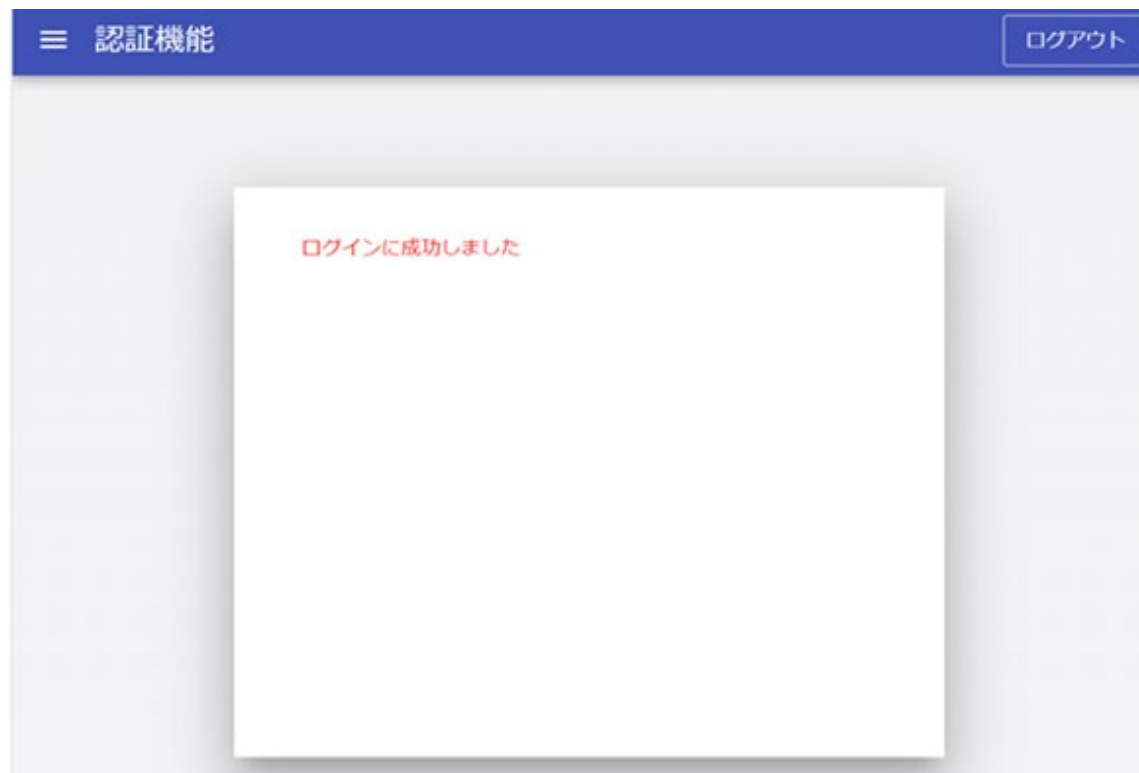 認証機能
ログアウト
ログインに成功しました